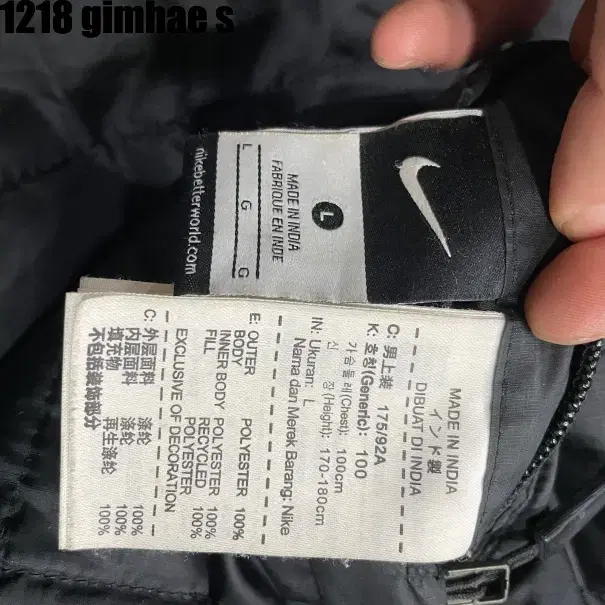 1218 gimhae s
L
MADE IN INDIA
FABRIQUE EN INDE
L G G
nikebetterworld.com
MADE IN INDIA
インド製
DIBUAT DI INDIA
C: 男上装 175/92A
K: 호칭(Generic): 100
가슴둘레(Chest): 100cm
신 장(Height): 170-180cm
IN: Ukuran: L
Nama dan Merek Barang: Nike
E: OUTER
BODY POLYESTER 100%
INNER BODY POLYESTER 100%
FILL RECYCLED
POLYESTER 100%
EXCLUSIVE OF DECORATION
C: 外层面料 涤纶 100%
内层面料 涤纶 100%
填充物 再生涤纶 100%
不包括装饰部分